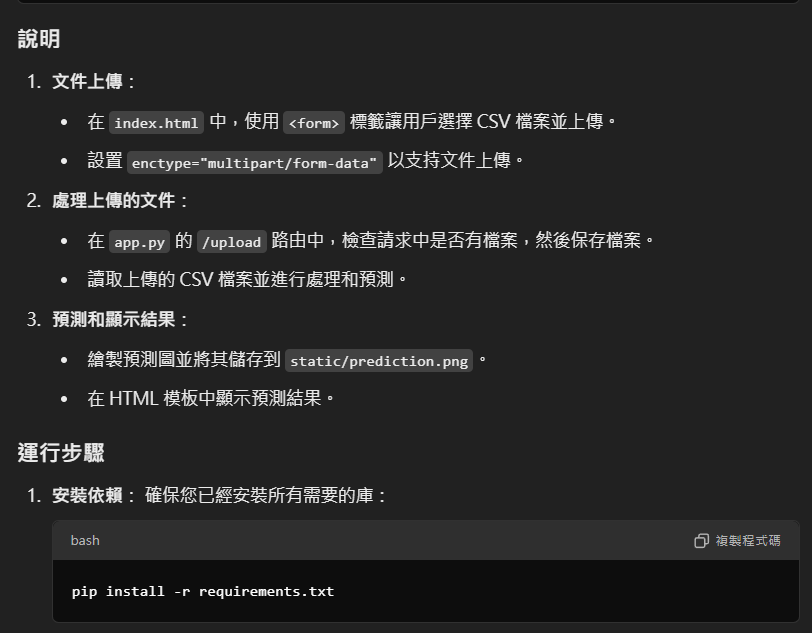 說明
1. 文件上傳：
• 在 index.html 中，使用 <form> 標籤讓用戶選擇 CSV 檔案並上傳。
• 設置 enctype="multipart/form-data" 以支持文件上傳。
2. 處理上傳的文件：
• 在 app.py 的 /upload 路由中，檢查請求中是否有檔案，然後保存檔案。
• 讀取上傳的 CSV 檔案並進行處理和預測。
3. 預測和顯示結果：
• 繪製預測圖並將其儲存到 static/prediction.png 。
• 在 HTML 模板中顯示預測結果。
運行步驟
1. 安裝依賴： 確保您已經安裝所有需要的庫：
bash 複製程式碼
pip install -r requirements.txt